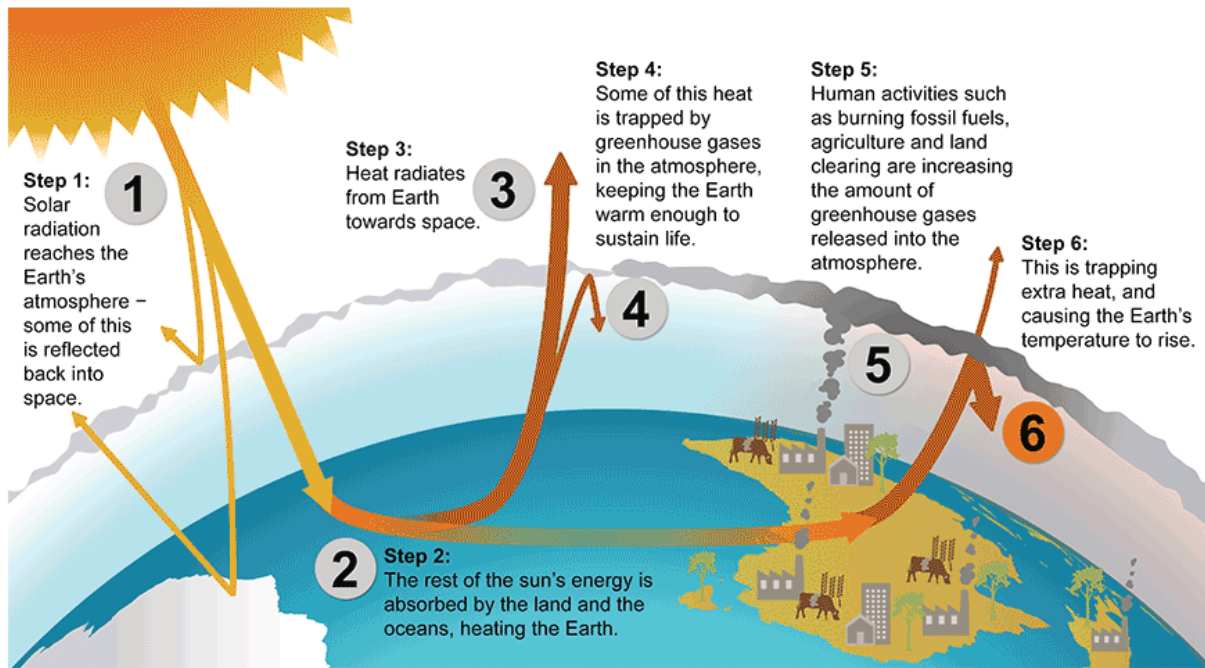 Step 1:
Solar
radiation
reaches the
Earth's
atmosphere –
some of this
is reflected
back into
space.
1
2
Step 2:
The rest of the sun's energy is
absorbed by the land and the
oceans, heating the Earth.
Step 3:
Heat radiates
from Earth
towards space.
3
Step 4:
Some of this heat
is trapped by
greenhouse gases
in the atmosphere,
keeping the Earth
warm enough to
sustain life.
4
Step 5:
Human activities such
as burning fossil fuels,
agriculture and land
clearing are increasing
the amount of
greenhouse gases
released into the
atmosphere.
5
Step 6:
This is trapping
extra heat, and
causing the Earth's
temperature to rise.
6